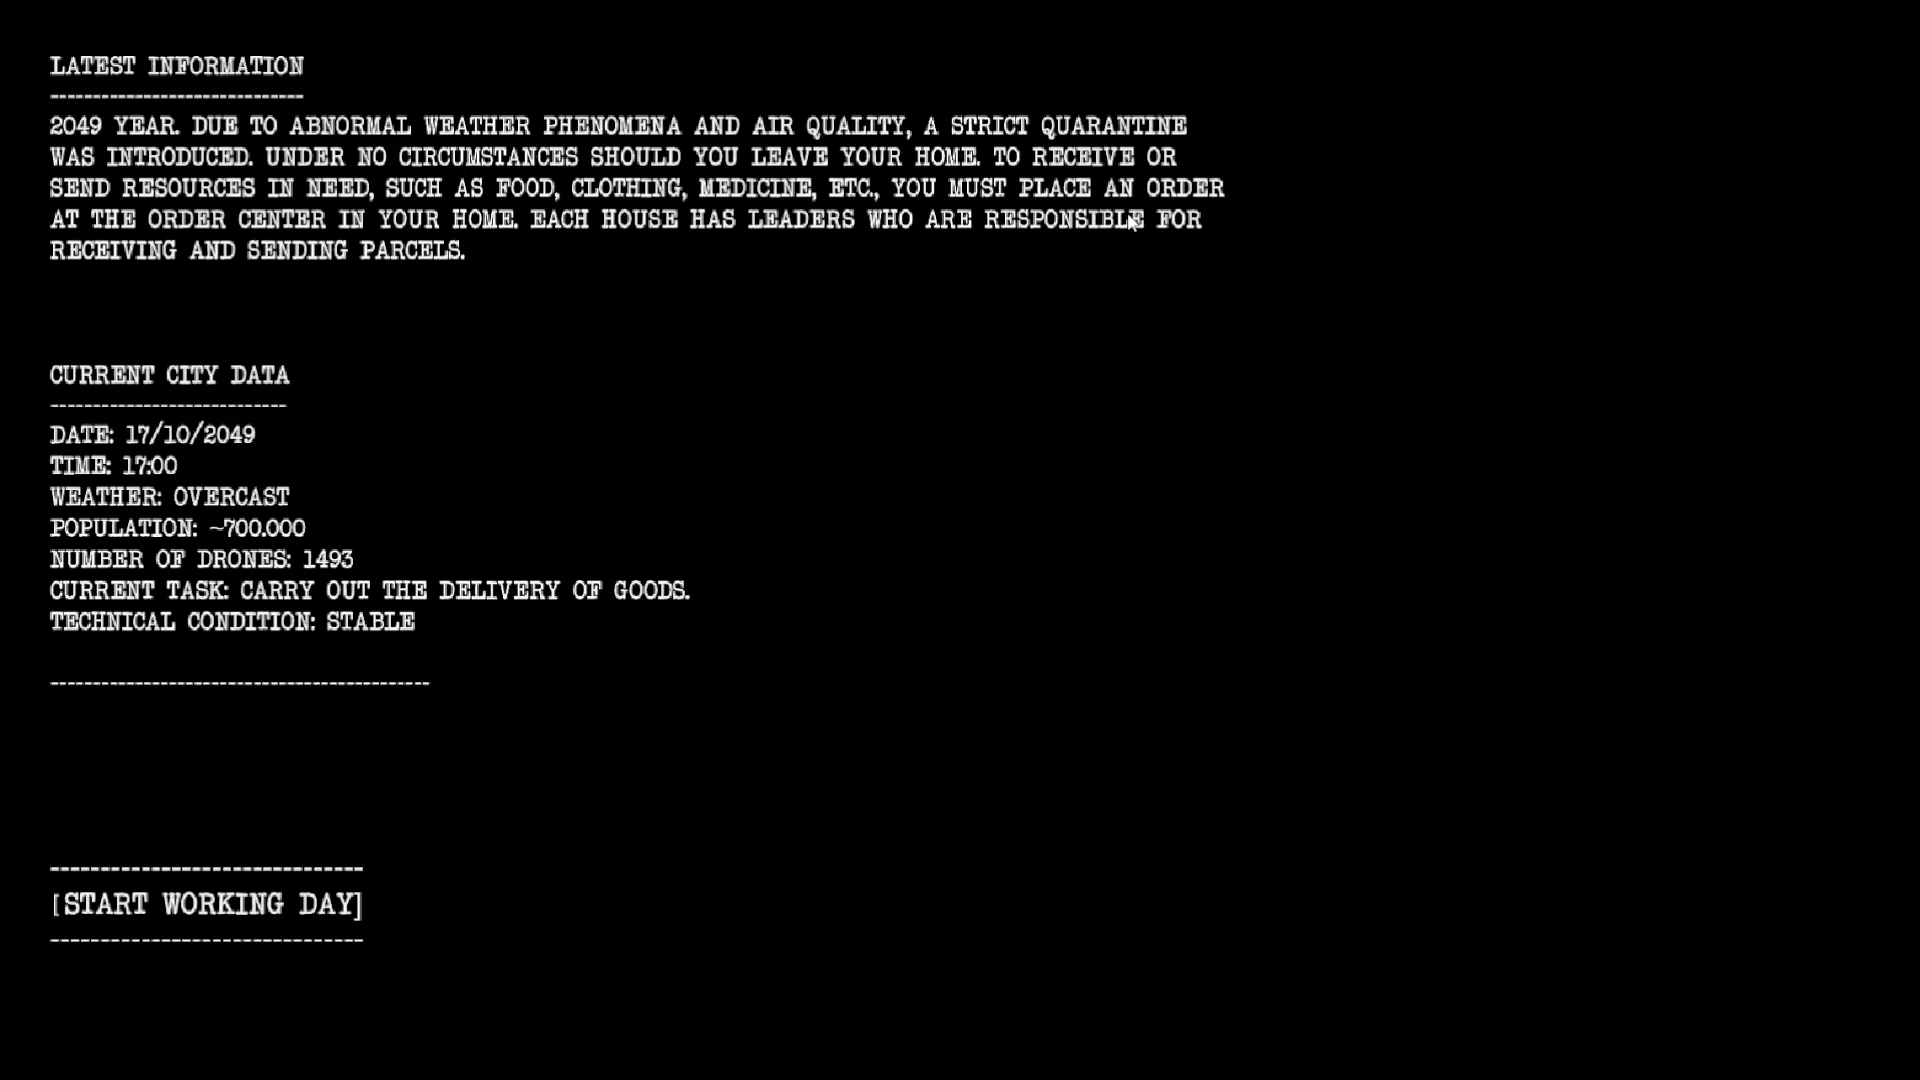 LATEST INFORMATION
------------------------------
2049 YEAR. DUE TO ABNORMAL WEATHER PHENOMENA AND AIR QUALITY, A STRICT QUARANTINE
WAS INTRODUCED. UNDER NO CIRCUMSTANCES SHOULD YOU LEAVE YOUR HOME. TO RECEIVE OR
SEND RESOURCES IN NEED, SUCH AS FOOD, CLOTHING, MEDICINE, ETC., YOU MUST PLACE AN ORDER
AT THE ORDER CENTER IN YOUR HOME. EACH HOUSE HAS LEADERS WHO ARE RESPONSIBLE FOR
RECEIVING AND SENDING PARCELS.
CURRENT CITY DATA
----------------------------
DATE: 17/10/2049
TIME: 17:00
WEATHER: OVERCAST
POPULATION: ~700.000
NUMBER OF DRONES: 1493
CURRENT TASK: CARRY OUT THE DELIVERY OF GOODS.
TECHNICAL CONDITION: STABLE
---------------------------------------------
-------------------------------
[START WORKING DAY]
-------------------------------